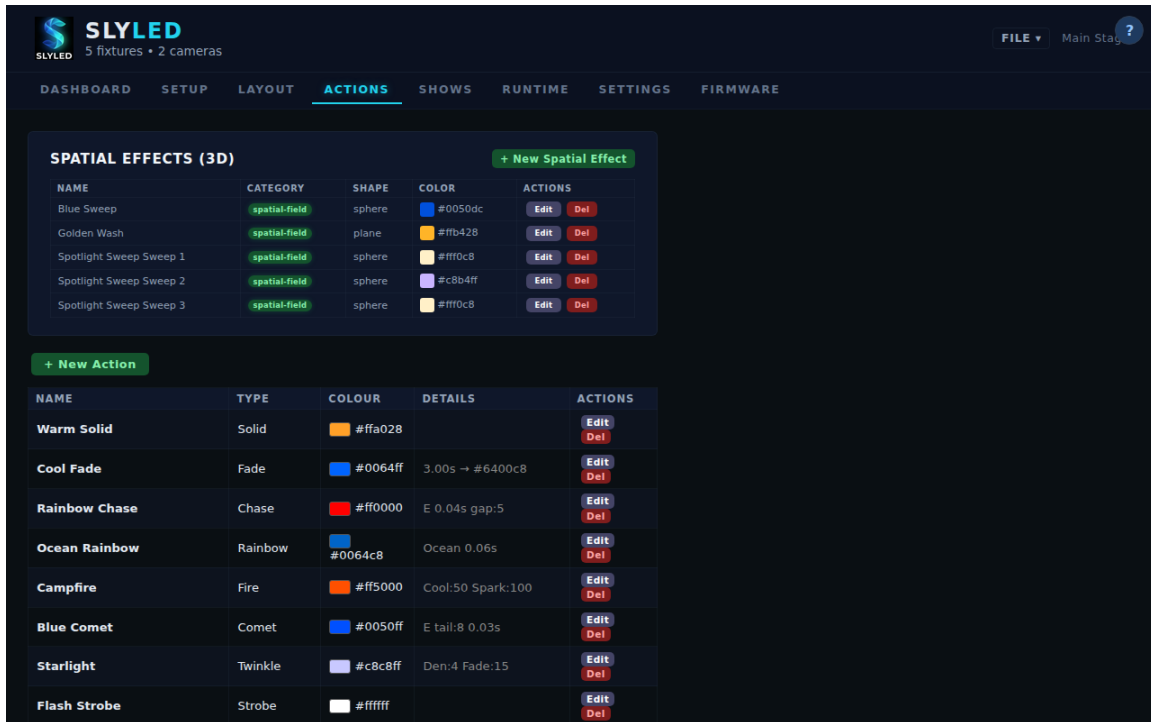 SLYLED
SLYLED
5 fixtures • 2 cameras
FILE ▾
Main Stag
?
DASHBOARD SETUP LAYOUT ACTIONS SHOWS RUNTIME SETTINGS FIRMWARE
SPATIAL EFFECTS (3D)
+ New Spatial Effect
NAME CATEGORY SHAPE COLOR ACTIONS
Blue Sweep spatial-field sphere #0050dc Edit Del
Golden Wash spatial-field plane #ffb428 Edit Del
Spotlight Sweep Sweep 1 spatial-field sphere #fff0c8 Edit Del
Spotlight Sweep Sweep 2 spatial-field sphere #c8b4ff Edit Del
Spotlight Sweep Sweep 3 spatial-field sphere #fff0c8 Edit Del
+ New Action
NAME TYPE COLOUR DETAILS ACTIONS
Warm Solid Solid #ffa028 Edit
Del
Cool Fade Fade #0064ff 3.00s → #6400c8 Edit
Del
Rainbow Chase Chase #ff0000 E 0.04s gap:5 Edit
Del
Ocean Rainbow Rainbow #0064c8 Ocean 0.06s Edit
Del
Campfire Fire #ff5000 Cool:50 Spark:100 Edit
Del
Blue Comet Comet #0050ff E tail:8 0.03s Edit
Del
Starlight Twinkle #c8c8ff Den:4 Fade:15 Edit
Del
Flash Strobe Strobe #ffffff Edit
Del